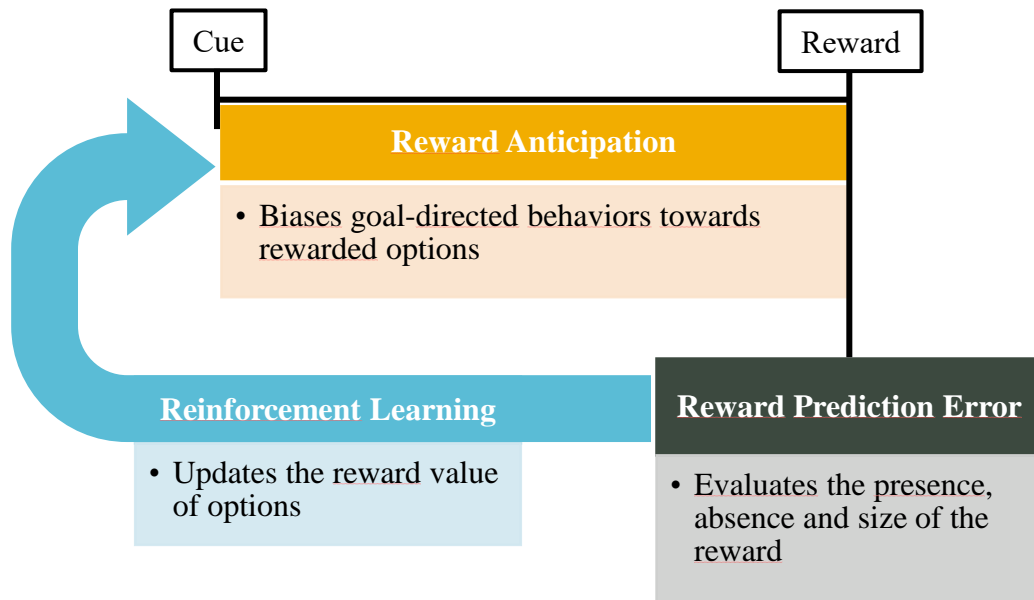 Cue
Reward
Reward Anticipation
• Biases goal-directed behaviors towards
rewarded options
Reinforcement Learning
• Updates the reward value
of options
Reward Prediction Error
• Evaluates the presence,
absence and size of the
reward